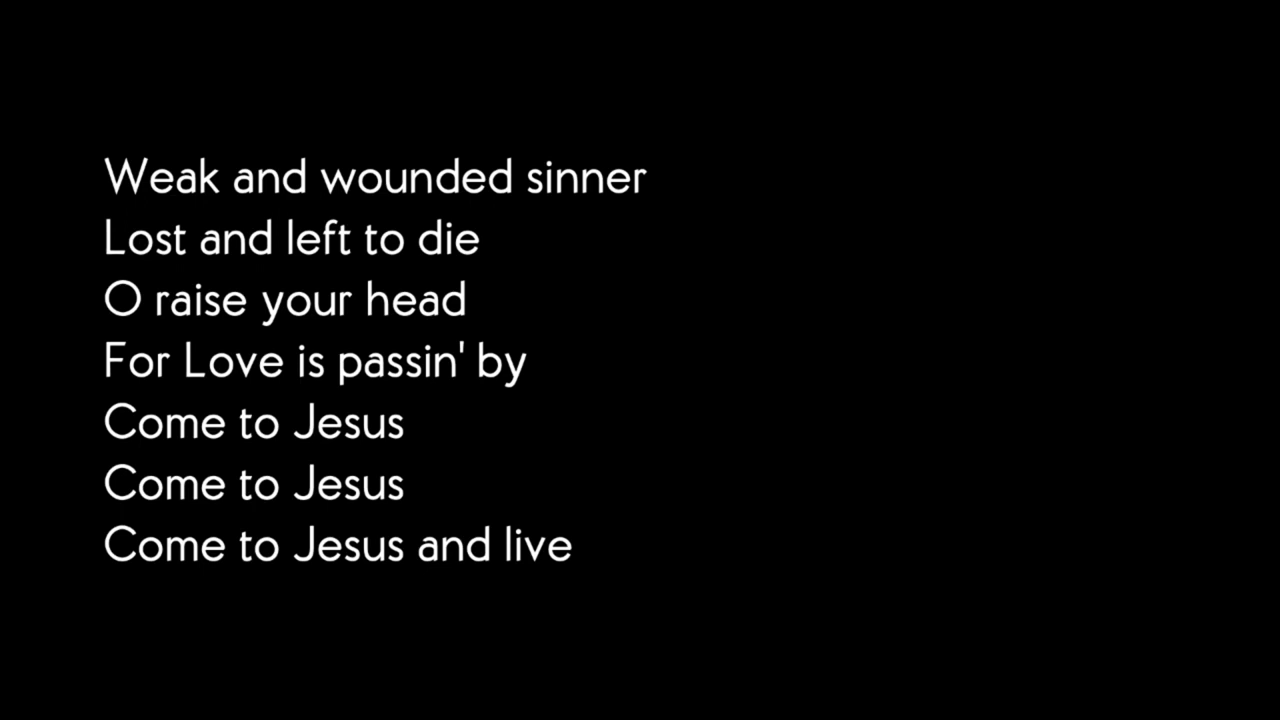 Weak and wounded sinner
Lost and left to die
O raise your head
For Love is passin' by
Come to Jesus
Come to Jesus
Come to Jesus and live